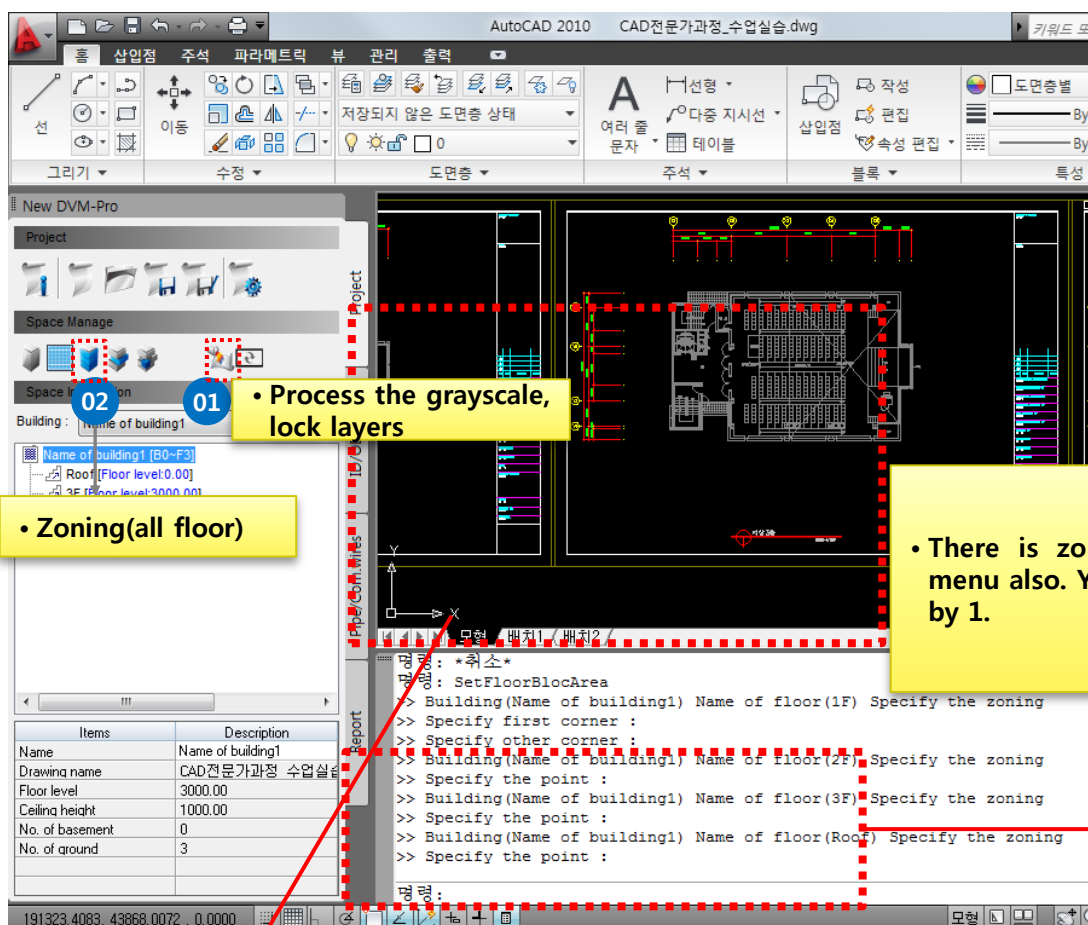 AutoCAD 2010 CAD전문가과정_수업실습.dwg
키워드 또
홈 삽입점 주석 파라메트릭 뷰 관리 출력
선
이동
저장되지 않은 도면층 상태
0
A
여러 줄
문자
선형
다중 지시선
테이블
삽입점
작성
편집
속성 편집
도면층별
By
By
그리기 수정 도면층 주석 블록 특성
New DVM-Pro
Project
Project
Space Manage
02
01
• Process the grayscale,
lock layers
Building :
Name of building1 [B0~F3]
Roof [Floor level:0.00]
• Zoning(all floor)
Pipe/Com.wires
Report
• There is zo
menu also. Y
by 1.
Y
X
모형 배치1 배치2
명령: *취소*
명령: SetFloorBlocArea
>> Building(Name of building1) Name of floor(1F) Specify the zoning
>> Specify first corner :
>> Specify other corner :
>> Building(Name of building1) Name of floor(2F) Specify the zoning
>> Specify the point :
>> Building(Name of building1) Name of floor(3F) Specify the zoning
>> Specify the point :
>> Building(Name of building1) Name of floor(Roof) Specify the zoning
>> Specify the point :
명령:
Items Description
Name Name of building1
Drawing name CAD전문가과정_수업실습
Floor level 3000.00
Ceiling height 1000.00
No. of basement 0
No. of ground 3
191323.4083, 43868.0072 , 0.0000
모형